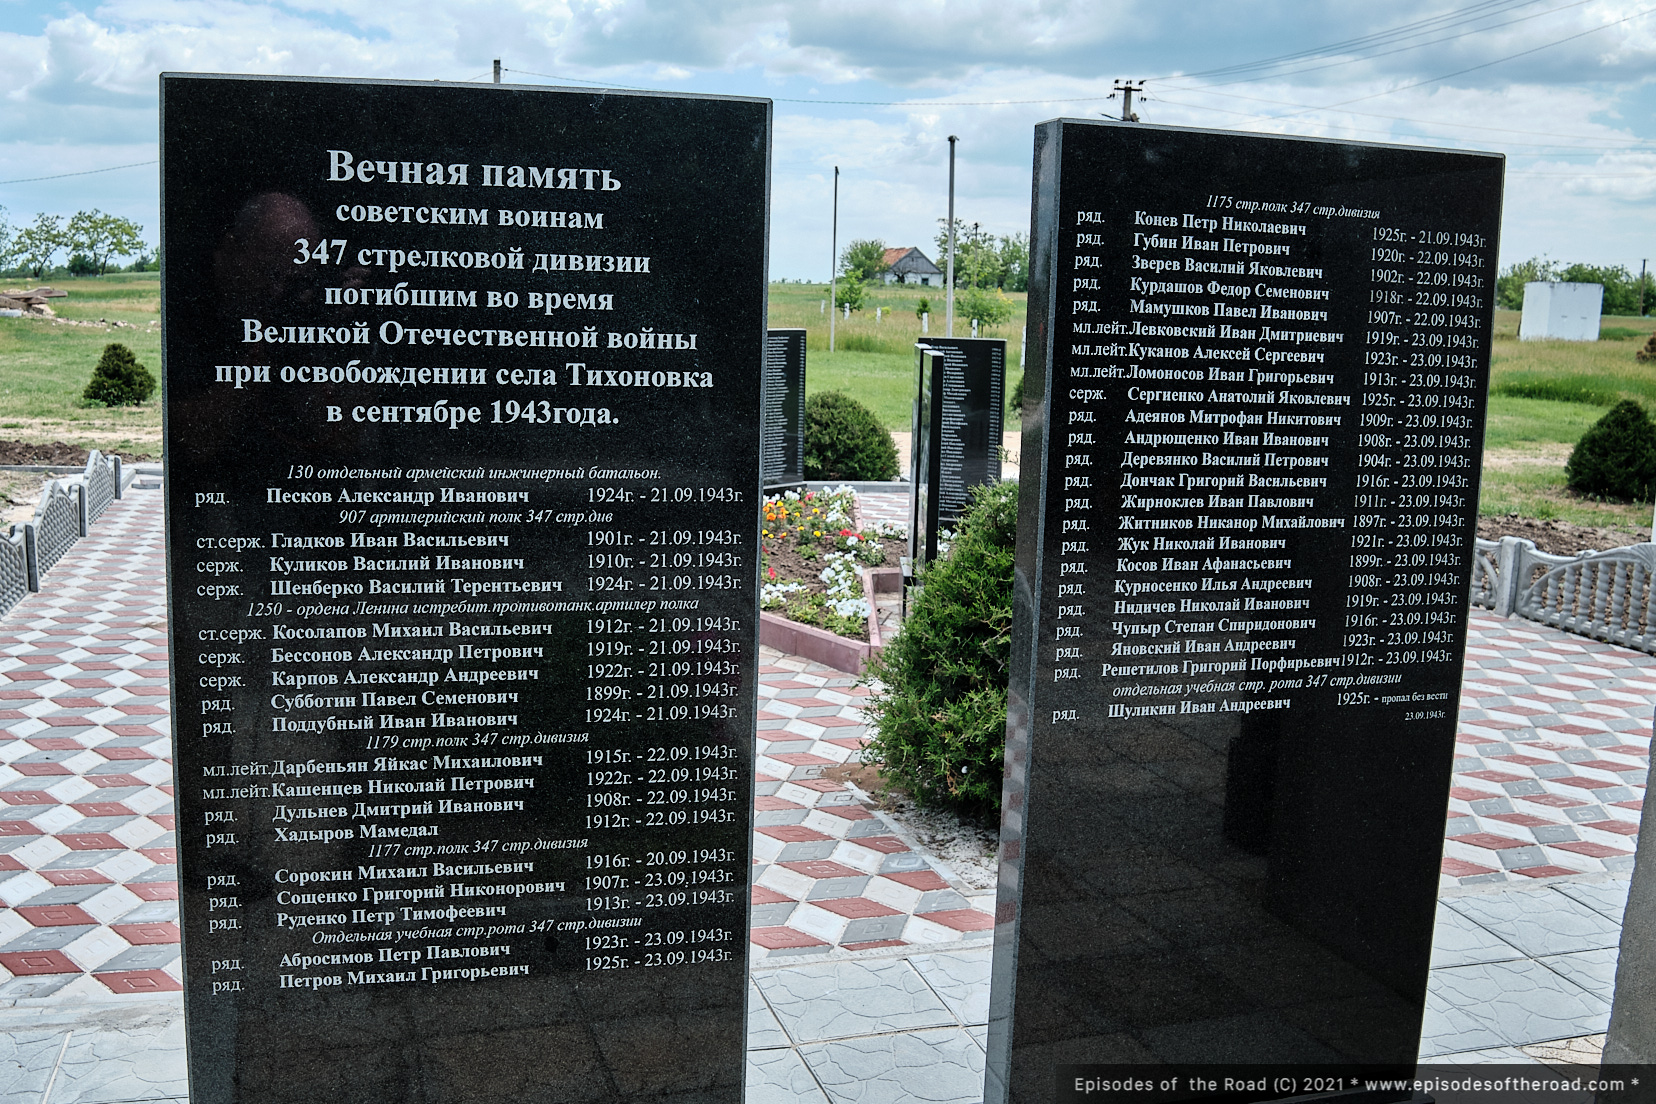 Вечная память
советским воинам
347 стрелковой дивизии
погибшим во время
Великой Отечественной войны
при освобождении села Тихоновка
в сентябре 1943года.
130 отдельный армейский инжинерный батальон.
ряд. Песков Александр Иванович 1924г. - 21.09.1943г.
907 артилерийский полк 347 стр.див
ст.серж. Гладков Иван Васильевич 1901г. - 21.09.1943г.
серж. Куликов Василий Иванович 1910г. - 21.09.1943г.
серж. Шенберко Василий Терентьевич 1924г. - 21.09.1943г.
1250 - ордена Ленина истребит.противотанк.артилер полка
ст.серж. Косолапов Михаил Васильевич 1912г. - 21.09.1943г.
серж. Бессонов Александр Петрович 1919г. - 21.09.1943г.
серж. Карпов Александр Андреевич 1922г. - 21.09.1943г.
ряд. Субботин Павел Семенович 1899г. - 21.09.1943г.
ряд. Поддубный Иван Иванович 1924г. - 21.09.1943г.
1179 стр.полк 347 стр.дивизия
мл.лейт.Дарбеньян Яйкас Михаилович 1915г. - 22.09.1943г.
мл.лейт.Кашенцев Николай Петрович 1922г. - 22.09.1943г.
ряд. Дульнев Дмитрий Иванович 1908г. - 22.09.1943г.
ряд. Хадыров Мамедал 1912г. - 22.09.1943г.
1177 стр.полк 347 стр.дивизия
ряд. Сорокин Михаил Васильевич 1916г. - 20.09.1943г.
ряд. Сошенко Григорий Никонорович 1907г. - 23.09.1943г.
ряд. Руденко Петр Тимофеевич 1913г. - 23.09.1943г.
Отдельная учебная стр.рота 347 стр.дивизии
ряд. Абросимов Петр Павлович 1923г. - 23.09.1943г.
ряд. Петров Михаил Григорьевич 1925г. - 23.09.1943г.
1175 стр.полк 347 стр.дивизия
ряд. Конев Петр Николаевич 1925г. - 21.09.1943г.
ряд. Губин Иван Петрович 1920г. - 22.09.1943г.
ряд. Зверев Василий Яковлевич 1902г. - 22.09.1943г.
ряд. Курдашов Федор Семенович 1918г. - 22.09.1943г.
ряд. Мамушков Павел Иванович 1907г. - 22.09.1943г.
мл.лейт.Левковский Иван Дмитриевич 1919г. - 23.09.1943г.
мл.лейт.Куканов Алексей Сергеевич 1923г. - 23.09.1943г.
мл.лейт.Ломоносов Иван Григорьевич 1913г. - 23.09.1943г.
серж. Сергиенко Анатолий Яковлевич 1925г. - 23.09.1943г.
ряд. Адеянов Митрофан Никитович 1909г. - 23.09.1943г.
ряд. Андрющенко Иван Иванович 1908г. - 23.09.1943г.
ряд. Деревянко Василий Петрович 1904г. - 23.09.1943г.
ряд. Дончак Григорий Васильевич 1916г. - 23.09.1943г.
ряд. Жирноклев Иван Павлович 1911г. - 23.09.1943г.
ряд. Житников Никанор Михайлович 1897г. - 23.09.1943г.
ряд. Жук Николай Иванович 1921г. - 23.09.1943г.
ряд. Косов Иван Афанасьевич 1899г. - 23.09.1943г.
ряд. Курносенко Илья Андреевич 1908г. - 23.09.1943г.
ряд. Нидичев Николай Иванович 1919г. - 23.09.1943г.
ряд. Чупыр Степан Спиридонович 1916г. - 23.09.1943г.
ряд. Яновский Иван Андреевич 1923г. - 23.09.1943г.
ряд. Решетилов Григорий Порфирьевич1912г. - 23.09.1943г.
отдельная учебная стр. рота 347 стр.дивизии
ряд. Шуликин Иван Андреевич 1925г. - пропал без вести
23.09.1943г.
Episodes of the Road (C) 2021 * www.episodesoftheroad.com *